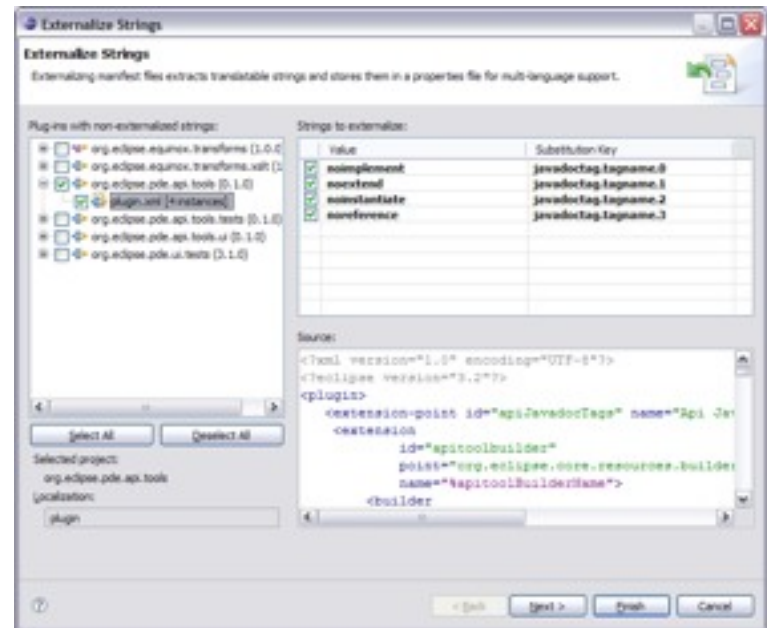 Externalize Strings
Externalize Strings
Externalizing manifest files extracts translatable strings and stores them in a properties file for multi-language support.
Plug-ins with non-externalized strings:
org.eclipse.equinox.transforms (1.0.0
org.eclipse.equinox.transforms.xslt (1
org.eclipse.pde.api.tools (0.1.0)
plugin.xml [4 instances]
org.eclipse.pde.api.tools.tests (0.1.0)
org.eclipse.pde.api.tools.ui (0.1.0)
org.eclipse.pde.ui.tests (3.1.0)
Select All
Deselect All
Selected project:
org.eclipse.pde.api.tools
Localization:
plugin
Strings to externalize:
Value Substitution Key
noimplement javadoctag.tagname.0
noextend javadoctag.tagname.1
noinstantiate javadoctag.tagname.2
noreference javadoctag.tagname.3
Source:
<?xml version="1.0" encoding="UTF-8"?>
<?eclipse version="3.2"?>
<plugin>
<extension-point id="apiJavadocTags" name="Api Jav
<extension
id="apitoolbuilder"
point="org.eclipse.core.resources.builder
name="%apitoolBuilderName">
<builder
< Back
Next >
Finish
Cancel